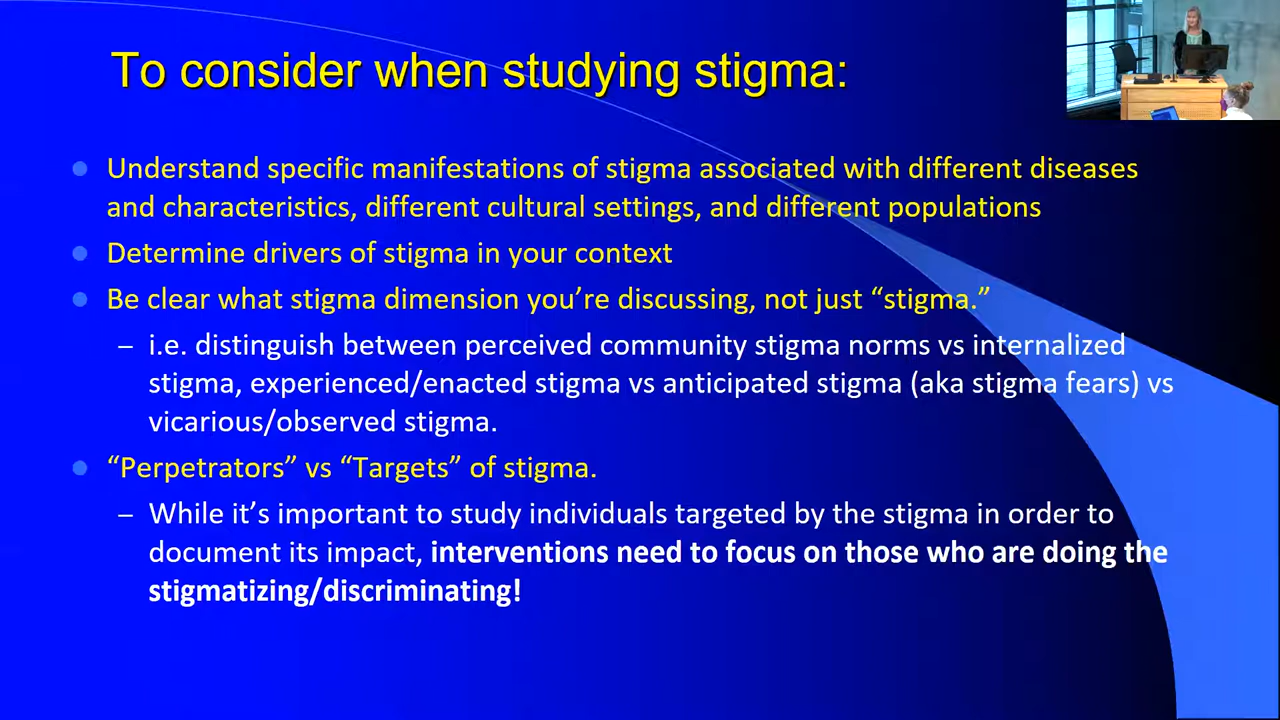 To consider when studying stigma:
Understand specific manifestations of stigma associated with different diseases
and characteristics, different cultural settings, and different populations
Determine drivers of stigma in your context
Be clear what stigma dimension you’re discussing, not just “stigma.”
– i.e. distinguish between perceived community stigma norms vs internalized
stigma, experienced/enacted stigma vs anticipated stigma (aka stigma fears) vs
vicarious/observed stigma.
“Perpetrators” vs “Targets” of stigma.
– While it’s important to study individuals targeted by the stigma in order to
document its impact, interventions need to focus on those who are doing the
stigmatizing/discriminating!